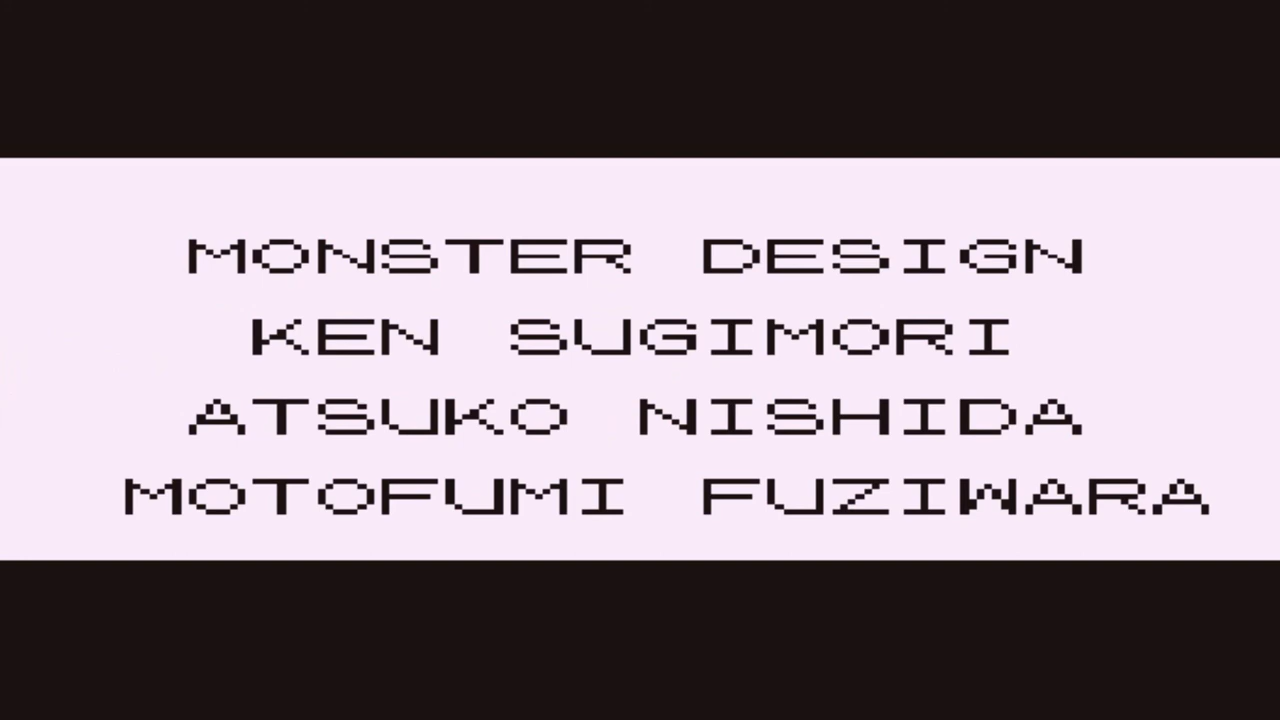 MONSTER DESIGN
KEN SUGIMORI
ATSUKO NISHIDA
MOTOFUMI FUZIWARA